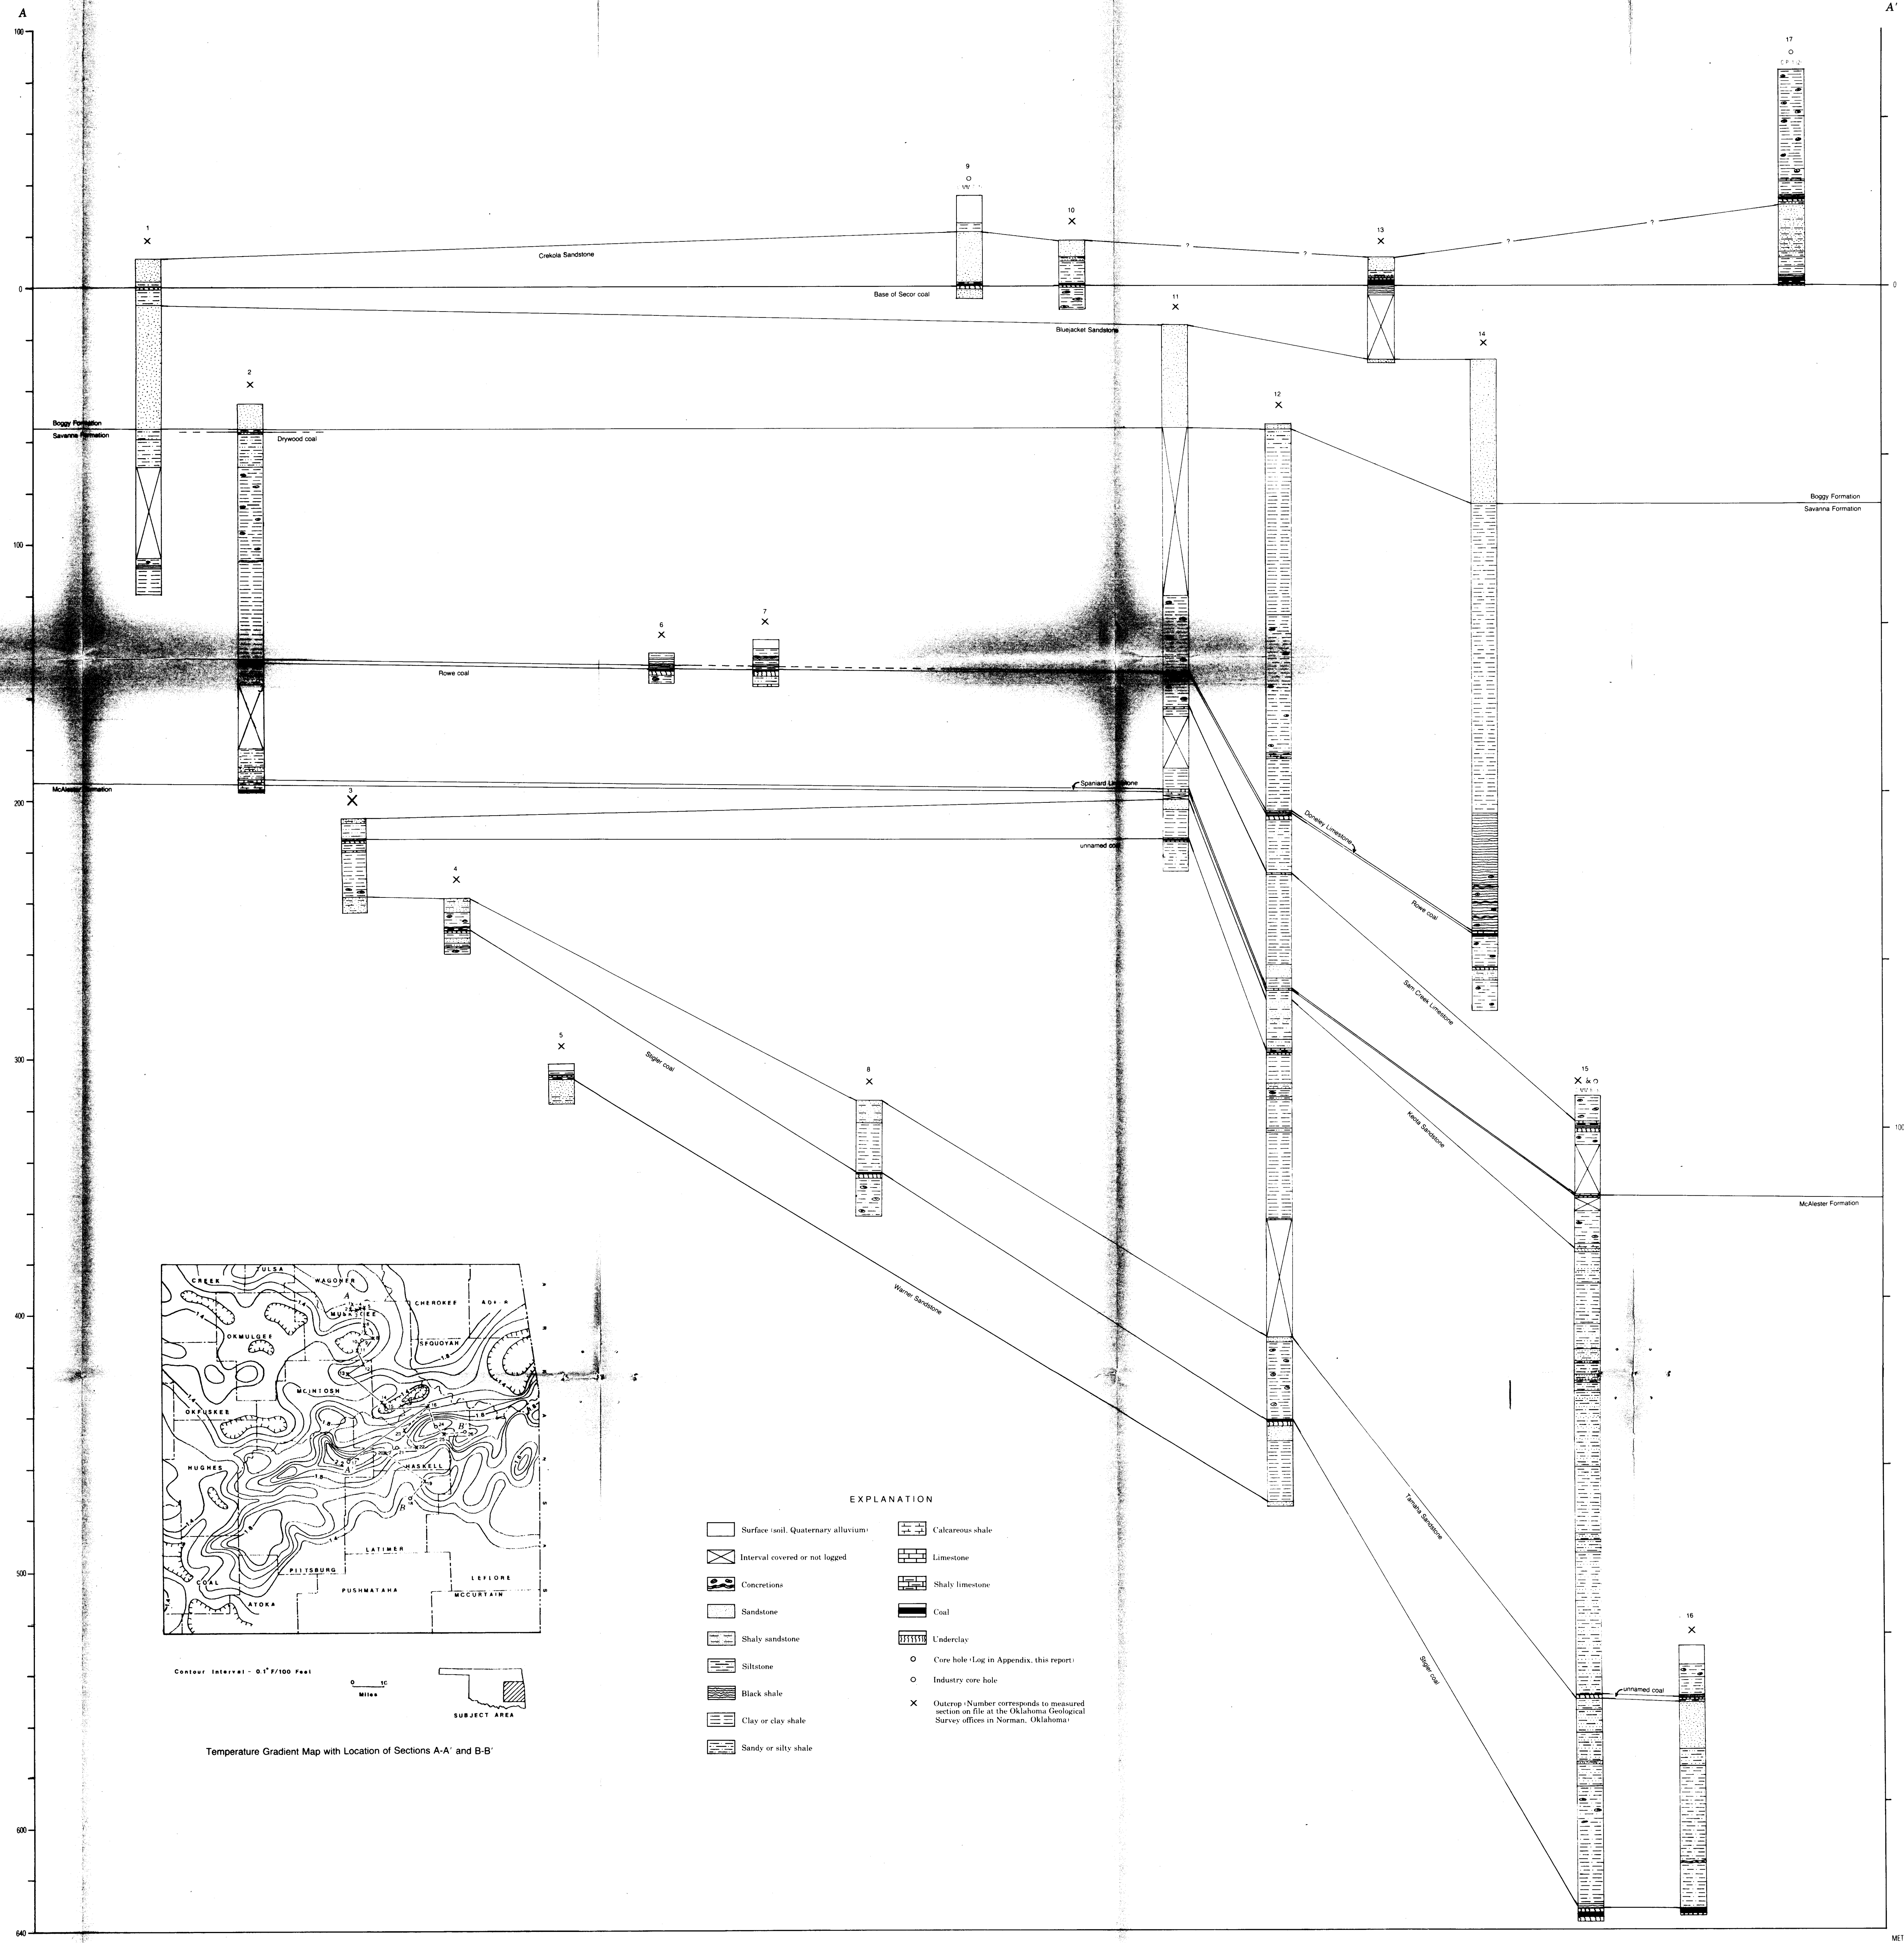 A
A'
100
17
9
10
1
13
Crekola Sandstone
?
?
?
?
0
Base of Secor coal
0
11
Bluejacket Sandstone
14
2
12
Boggy Formation
Savanna Formation
Drywood coal
Boggy Formation
Savanna Formation
100
6
7
Rowe coal
McAlester Formation
3
Spaniard Limestone
200
unnamed coal
Doneley Limestone
Rowe coal
4
Sam Creek Limestone
5
300
Stigler coal
8
15
& 
Keota Sandstone
100
McAlester Formation
Warner Sandstone
400
CREEK
TULSA
WAGONER
A
MUSKOGEE
CHEROKEE
ADAIR
OKMULGEE
SEQUOYAH
MCINTOSH
OKFUSKEE
B'
HUGHES
HASKELL
A'
B
LATIMER
PITTSBURG
LEFLORE
COAL
PUSHMATAHA
MCCURTAIN
ATOKA
Tamaha Sandstone
500
EXPLANATION
Surface (soil, Quaternary alluvium)
Interval covered or not logged
Concretions
Sandstone
Shaly sandstone
Siltstone
Black shale
Clay or clay shale
Sandy or silty shale
Calcareous shale
Limestone
Shaly limestone
Coal
Underclay
Core hole (Log in Appendix, this report)
Industry core hole
Outcrop (Number corresponds to measured
section on file at the Oklahoma Geological
Survey offices in Norman, Oklahoma)
16
Contour Interval - 0.1° F/100 Feet
0 10
Miles
SUBJECT AREA
Stigler coal
unnamed coal
Temperature Gradient Map with Location of Sections A-A' and B-B'
600
640
MET